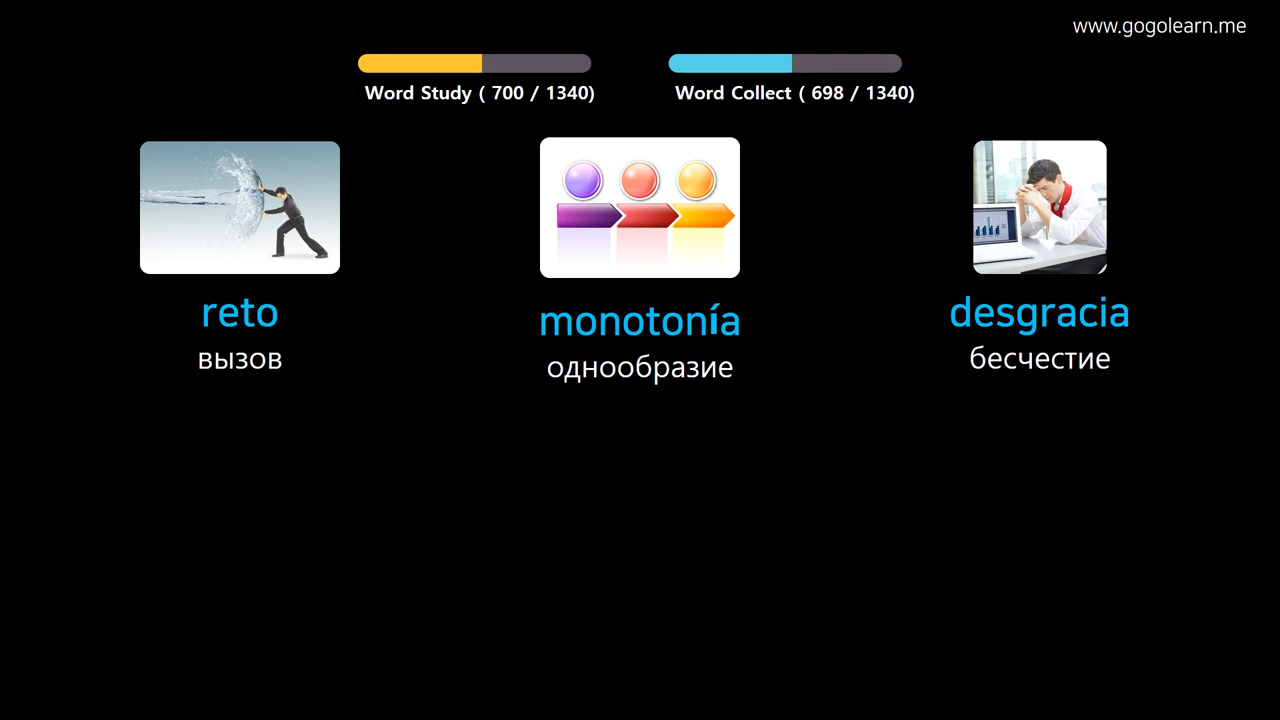 www.gogolearn.me
Word Study ( 700 / 1340)
Word Collect ( 698 / 1340)
reto
вызов
monotonía
однообразие
desgracia
бесчестие